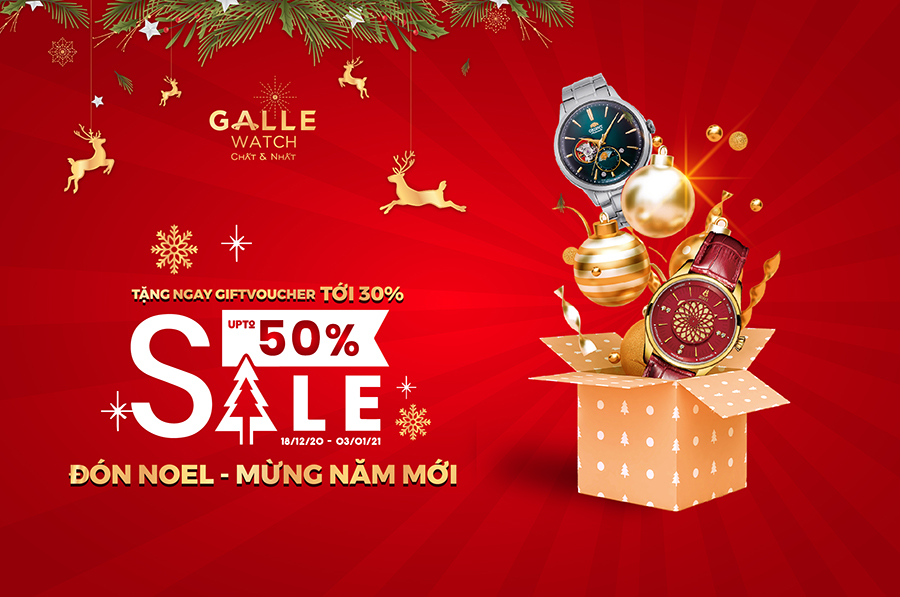 GALLE
WATCH
CHẤT & NHẤT
ORIENT
TẶNG NGAY GIFTVOUCHER TỚI 30%
UPTO 50%
SALE
18/12/20 - 03/01/21
ĐÓN NOEL - MỪNG NĂM MỚI